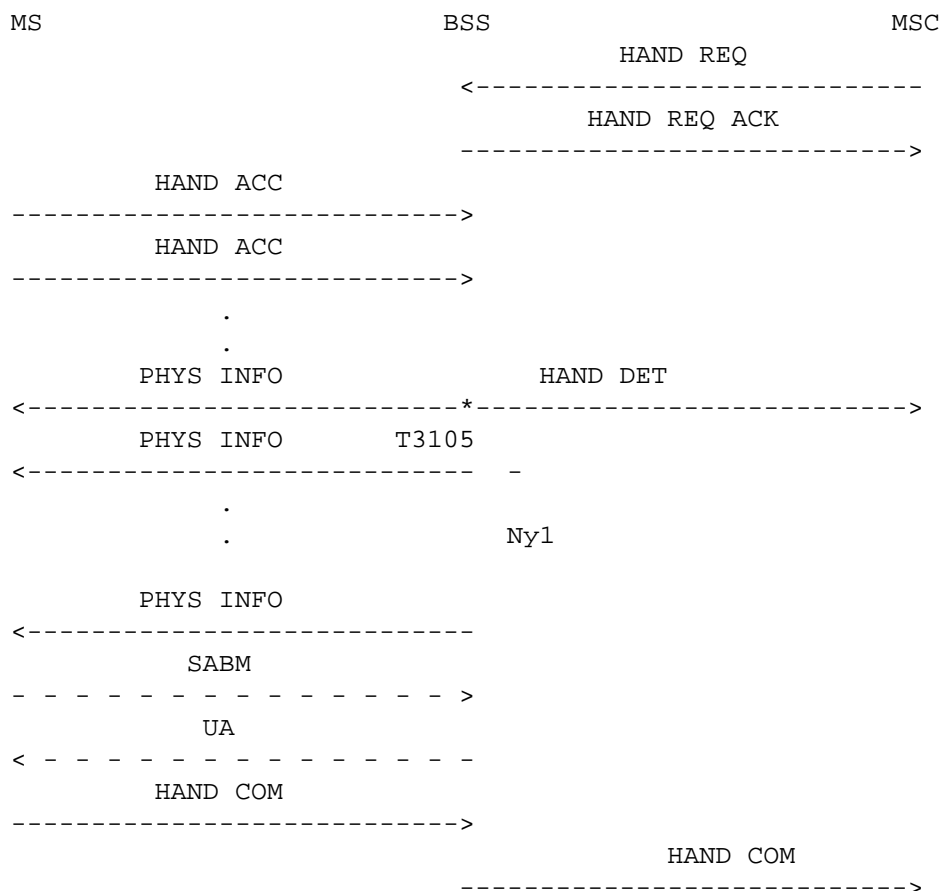 MS BSS MSC
HAND REQ
<-----------------------------
HAND REQ ACK
---------------------------->
HAND ACC
---------------------------->
HAND ACC
---------------------------->
.
.
PHYS INFO HAND DET
<---------------------------*--------------------------->
PHYS INFO T3105
<---------------------------- -
.
. Ny1
PHYS INFO
<----------------------------
SABM
- - - - - - - - - - - - - - >
UA
< - - - - - - - - - - - - - -
HAND COM
---------------------------->
HAND COM
---------------------------->